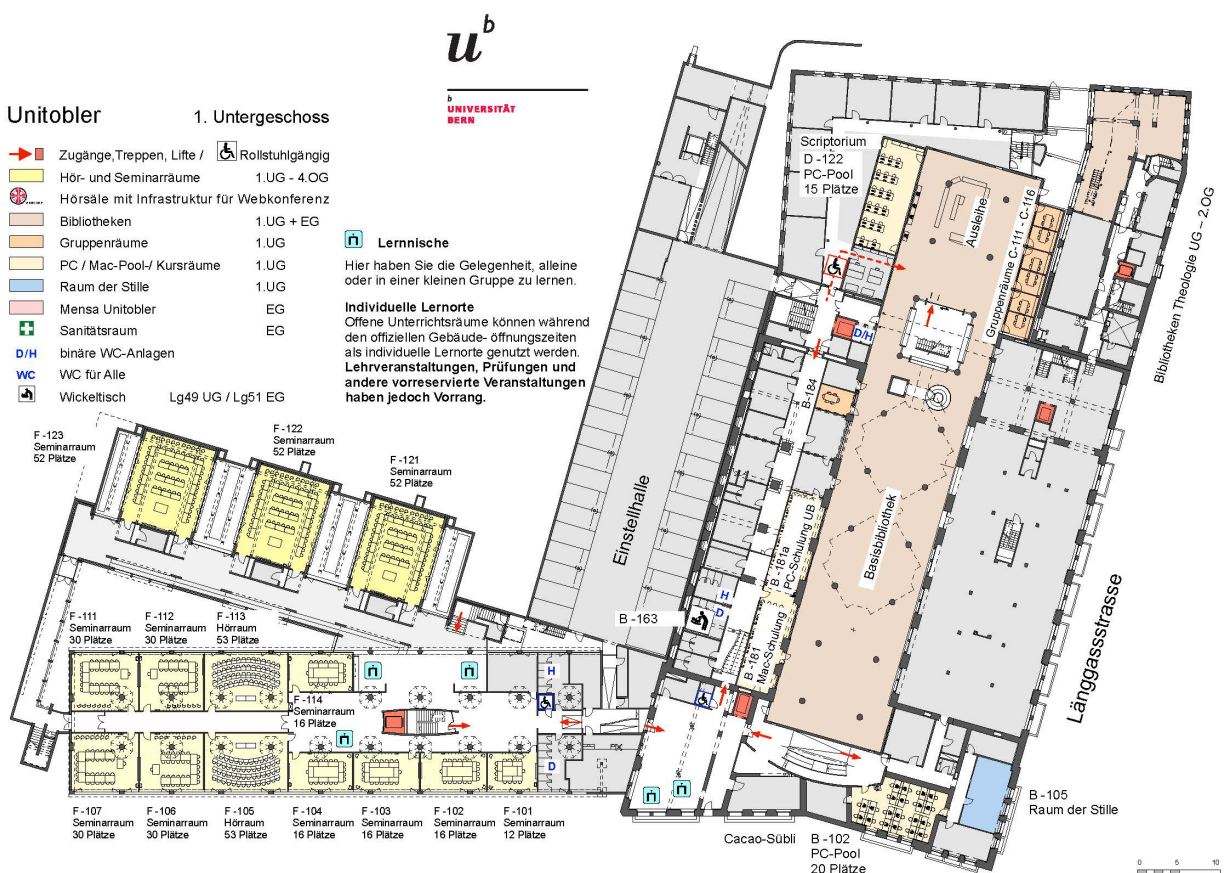 u^b
b
UNIVERSITÄT
BERN
Unitobler 1. Untergeschoss
Zugänge,Treppen, Lifte / Rollstuhlgängig
Hör- und Seminarräume 1.UG - 4.OG
Hörsäle mit Infrastruktur für Webkonferenz
Bibliotheken 1.UG + EG
Gruppenräume 1.UG
PC / Mac-Pool-/ Kursräume 1.UG
Raum der Stille 1.UG
Mensa Unitobler EG
Sanitätsraum EG
D/H binäre WC-Anlagen
WC WC für Alle
Wickeltisch Lg49 UG / Lg51 EG
Lernnische
Hier haben Sie die Gelegenheit, alleine
oder in einer kleinen Gruppe zu lernen.
Individuelle Lernorte
Offene Unterrichtsräume können während
den offiziellen Gebäude- öffnungszeiten
als individuelle Lernorte genutzt werden.
Lehrveranstaltungen, Prüfungen und
andere vorreservierte Veranstaltungen
haben jedoch Vorrang.
Scriptorium
D -122
PC-Pool
15 Plätze
Ausleihe
Gruppenräume C-111 - C-116
Bibliotheken Theologie UG – 2.OG
D/H
B-184
Einstellhalle
B -181a
PC-Schulung UB
Basisbibliothek
Länggassstrasse
H
D
B -163
B -181
Mac-Schulung
F -123
Seminarraum
52 Plätze
F -122
Seminarraum
52 Plätze
F -121
Seminarraum
52 Plätze
F -111
Seminarraum
30 Plätze
F -112
Seminarraum
30 Plätze
F -113
Hörraum
53 Plätze
F -114
Seminarraum
16 Plätze
H
D
F -107
Seminarraum
30 Plätze
F -106
Seminarraum
30 Plätze
F -105
Hörraum
53 Plätze
F -104
Seminarraum
16 Plätze
F -103
Seminarraum
16 Plätze
F -102
Seminarraum
16 Plätze
F -101
Seminarraum
12 Plätze
Cacao-Sübli
B -102
PC-Pool
20 Plätze
B -105
Raum der Stille
0 5 10